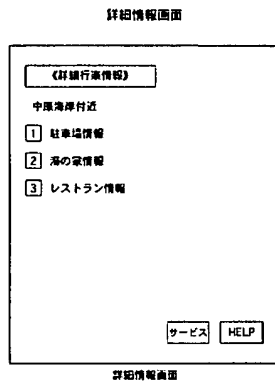 詳細情報画面
《詳細行楽情報》
中原海岸付近
1 駐車場情報
2 海の家情報
3 レストラン情報
サービス HELP
詳細情報画面